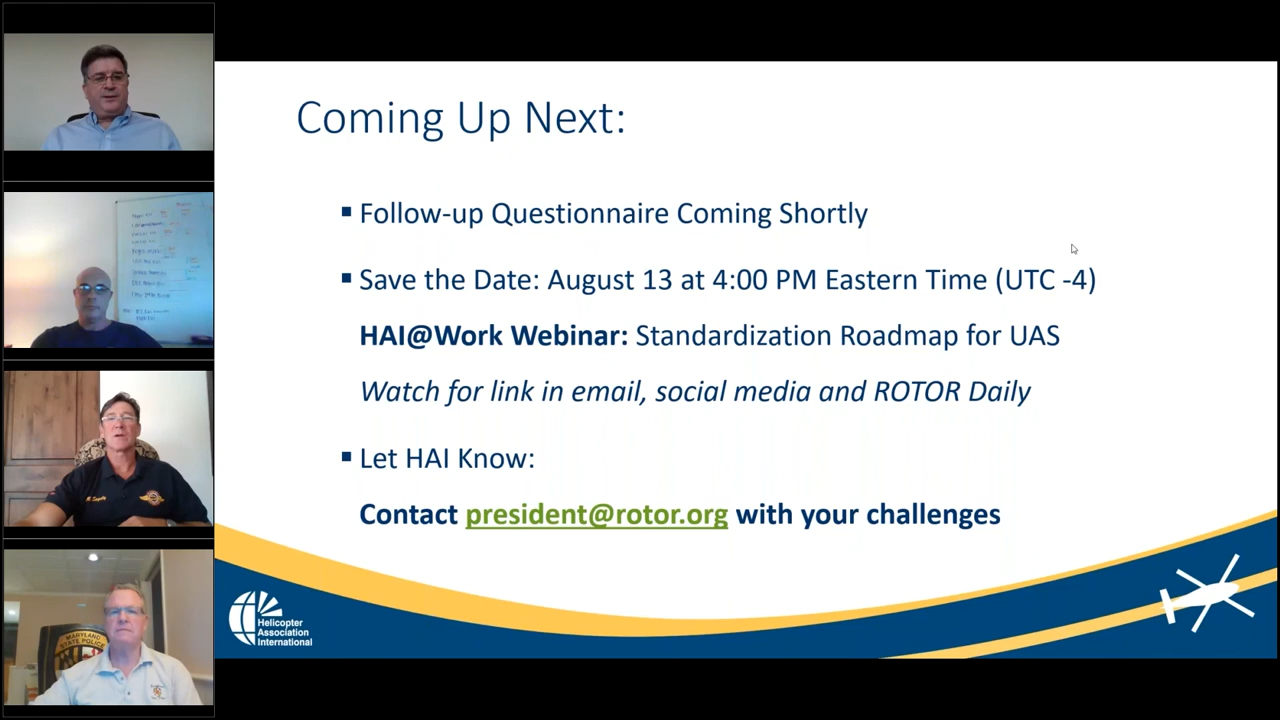 Coming Up Next:
▪ Follow-up Questionnaire Coming Shortly
▪ Save the Date: August 13 at 4:00 PM Eastern Time (UTC -4)
HAI@Work Webinar: Standardization Roadmap for UAS
Watch for link in email, social media and ROTOR Daily
▪ Let HAI Know:
Contact president@rotor.org with your challenges
Helicopter
Association
International
MARYLAND
STATE POLICE